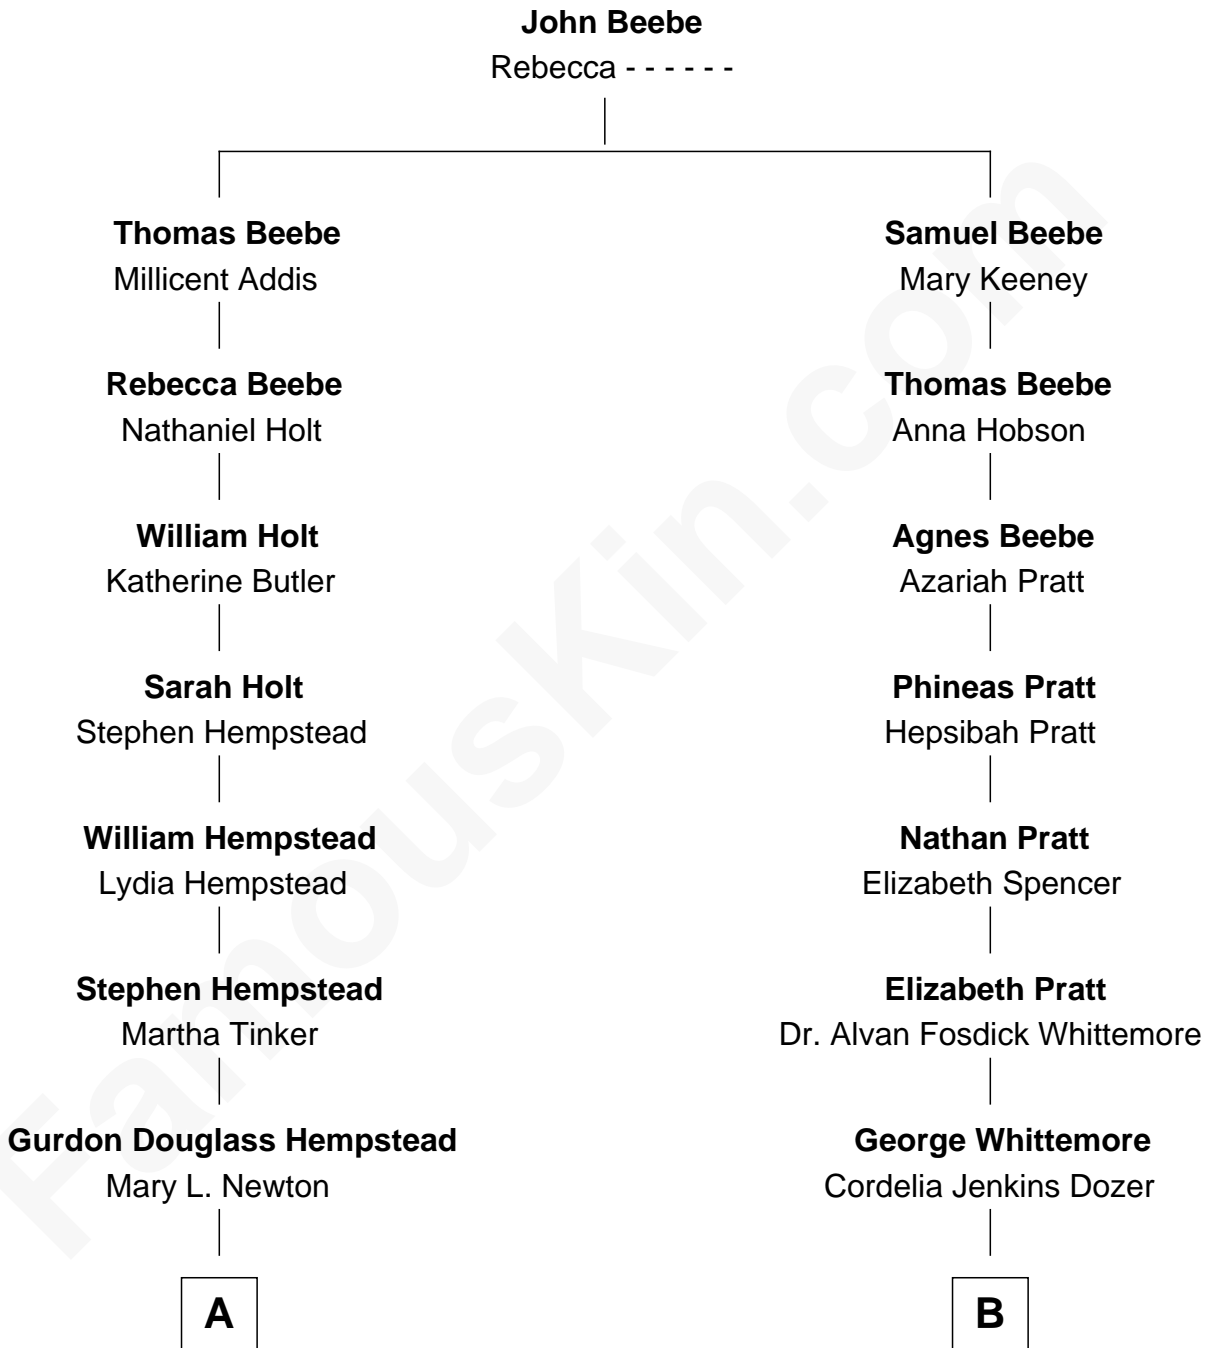 John Beebe
Rebecca - - - - - -
Thomas Beebe
Millicent Addis
Samuel Beebe
Mary Keeney
Rebecca Beebe
Nathaniel Holt
Thomas Beebe
Anna Hobson
William Holt
Katherine Butler
Agnes Beebe
Azariah Pratt
Sarah Holt
Stephen Hempstead
Phineas Pratt
Hepsibah Pratt
William Hempstead
Lydia Hempstead
Nathan Pratt
Elizabeth Spencer
Stephen Hempstead
Martha Tinker
Elizabeth Pratt
Dr. Alvan Fosdick Whittemore
Gurdon Douglass Hempstead
Mary L. Newton
George Whittemore
Cordelia Jenkins Dozer
A
B
FamousKin.com